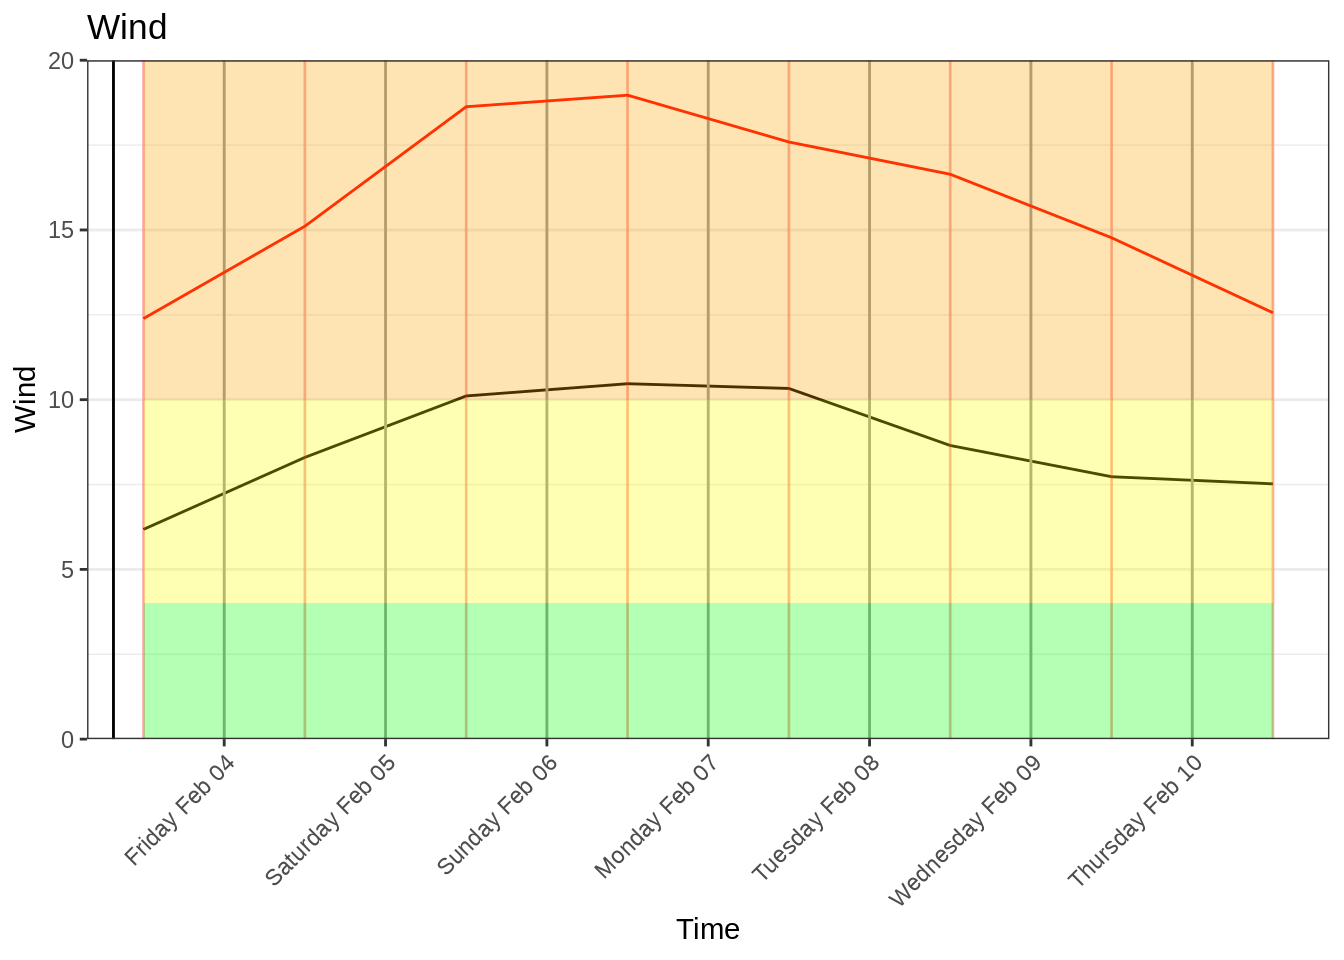 Wind
20
15
10
5
0
Wind
Friday Feb 04
Saturday Feb 05
Sunday Feb 06
Monday Feb 07
Tuesday Feb 08
Wednesday Feb 09
Thursday Feb 10
Time